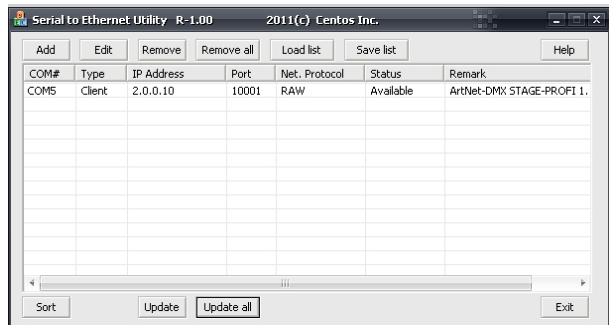 Serial to Ethernet Utility R-1.00 2011(c) Centos Inc.
Add Edit Remove Remove all Load list Save list Help
COM# Type IP Address Port Net. Protocol Status Remark
COM5 Client 2.0.0.10 10001 RAW Available ArtNet-DMX STAGE-PROFI 1.
Sort Update Update all Exit